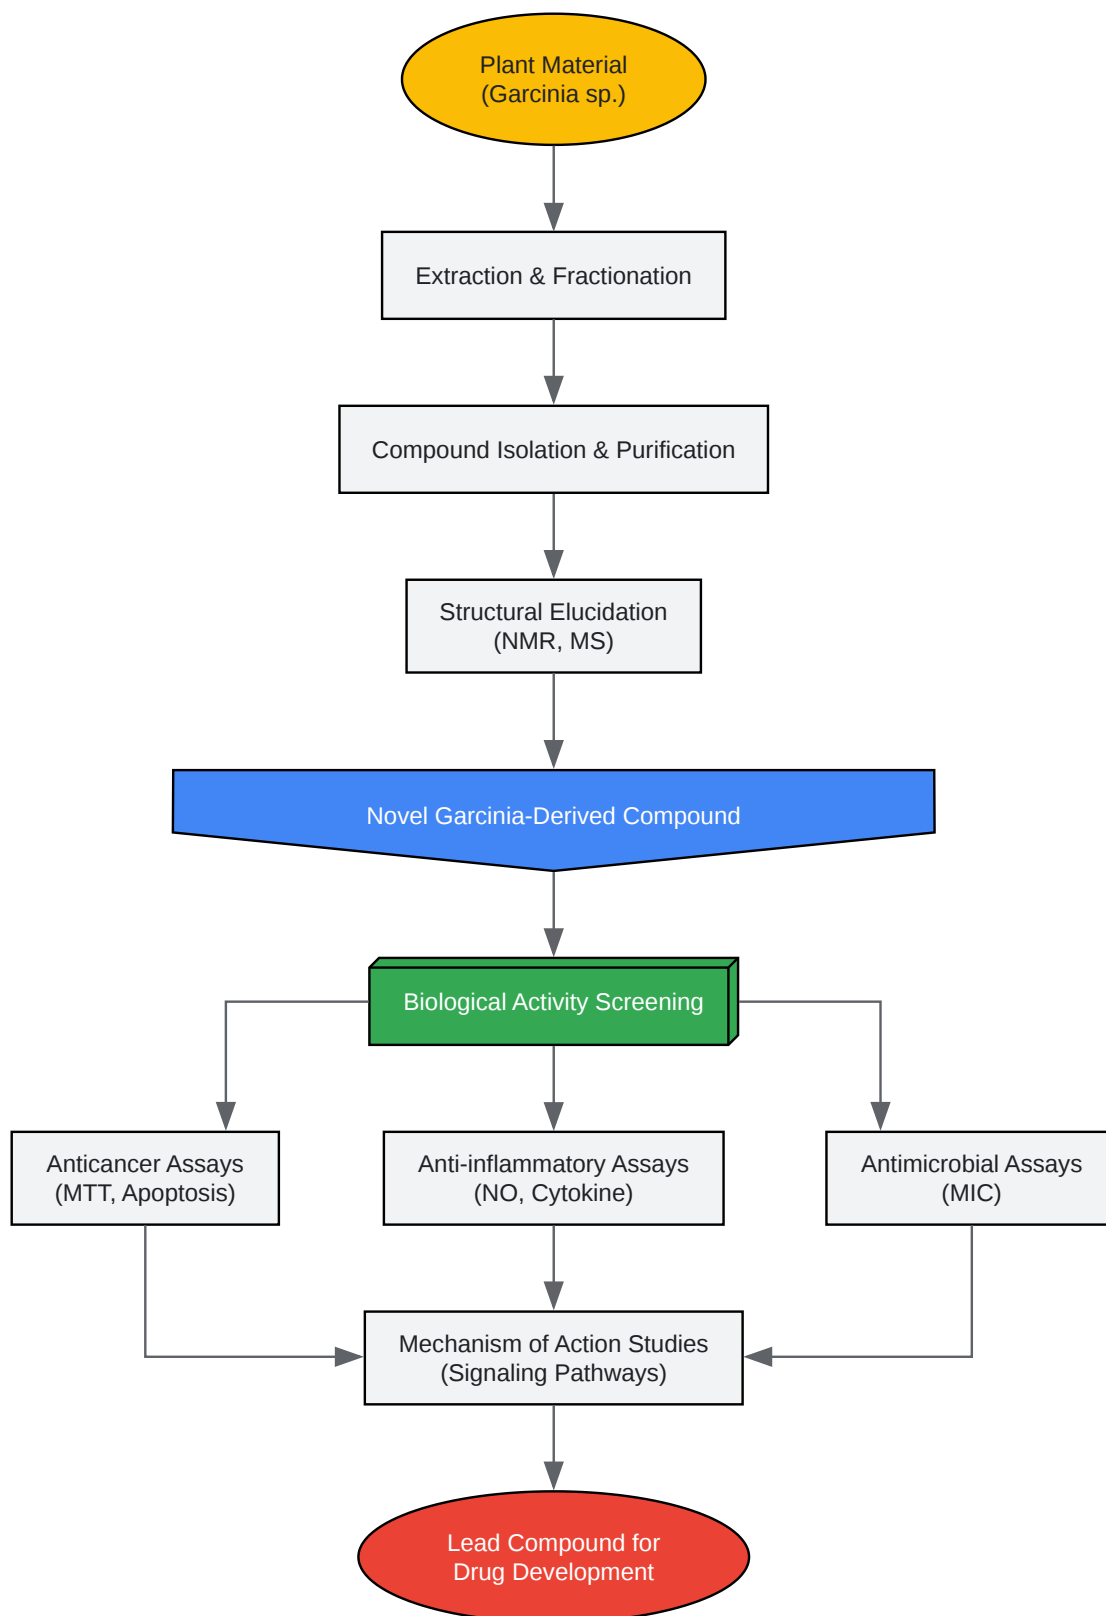 Plant Material
(Garcinia sp.)
Extraction & Fractionation
Compound Isolation & Purification
Structural Elucidation
(NMR, MS)
Novel Garcinia-Derived Compound
Biological Activity Screening
Anticancer Assays
(MTT, Apoptosis)
Anti-inflammatory Assays
(NO, Cytokine)
Antimicrobial Assays
(MIC)
Mechanism of Action Studies
(Signaling Pathways)
Lead Compound for
Drug Development